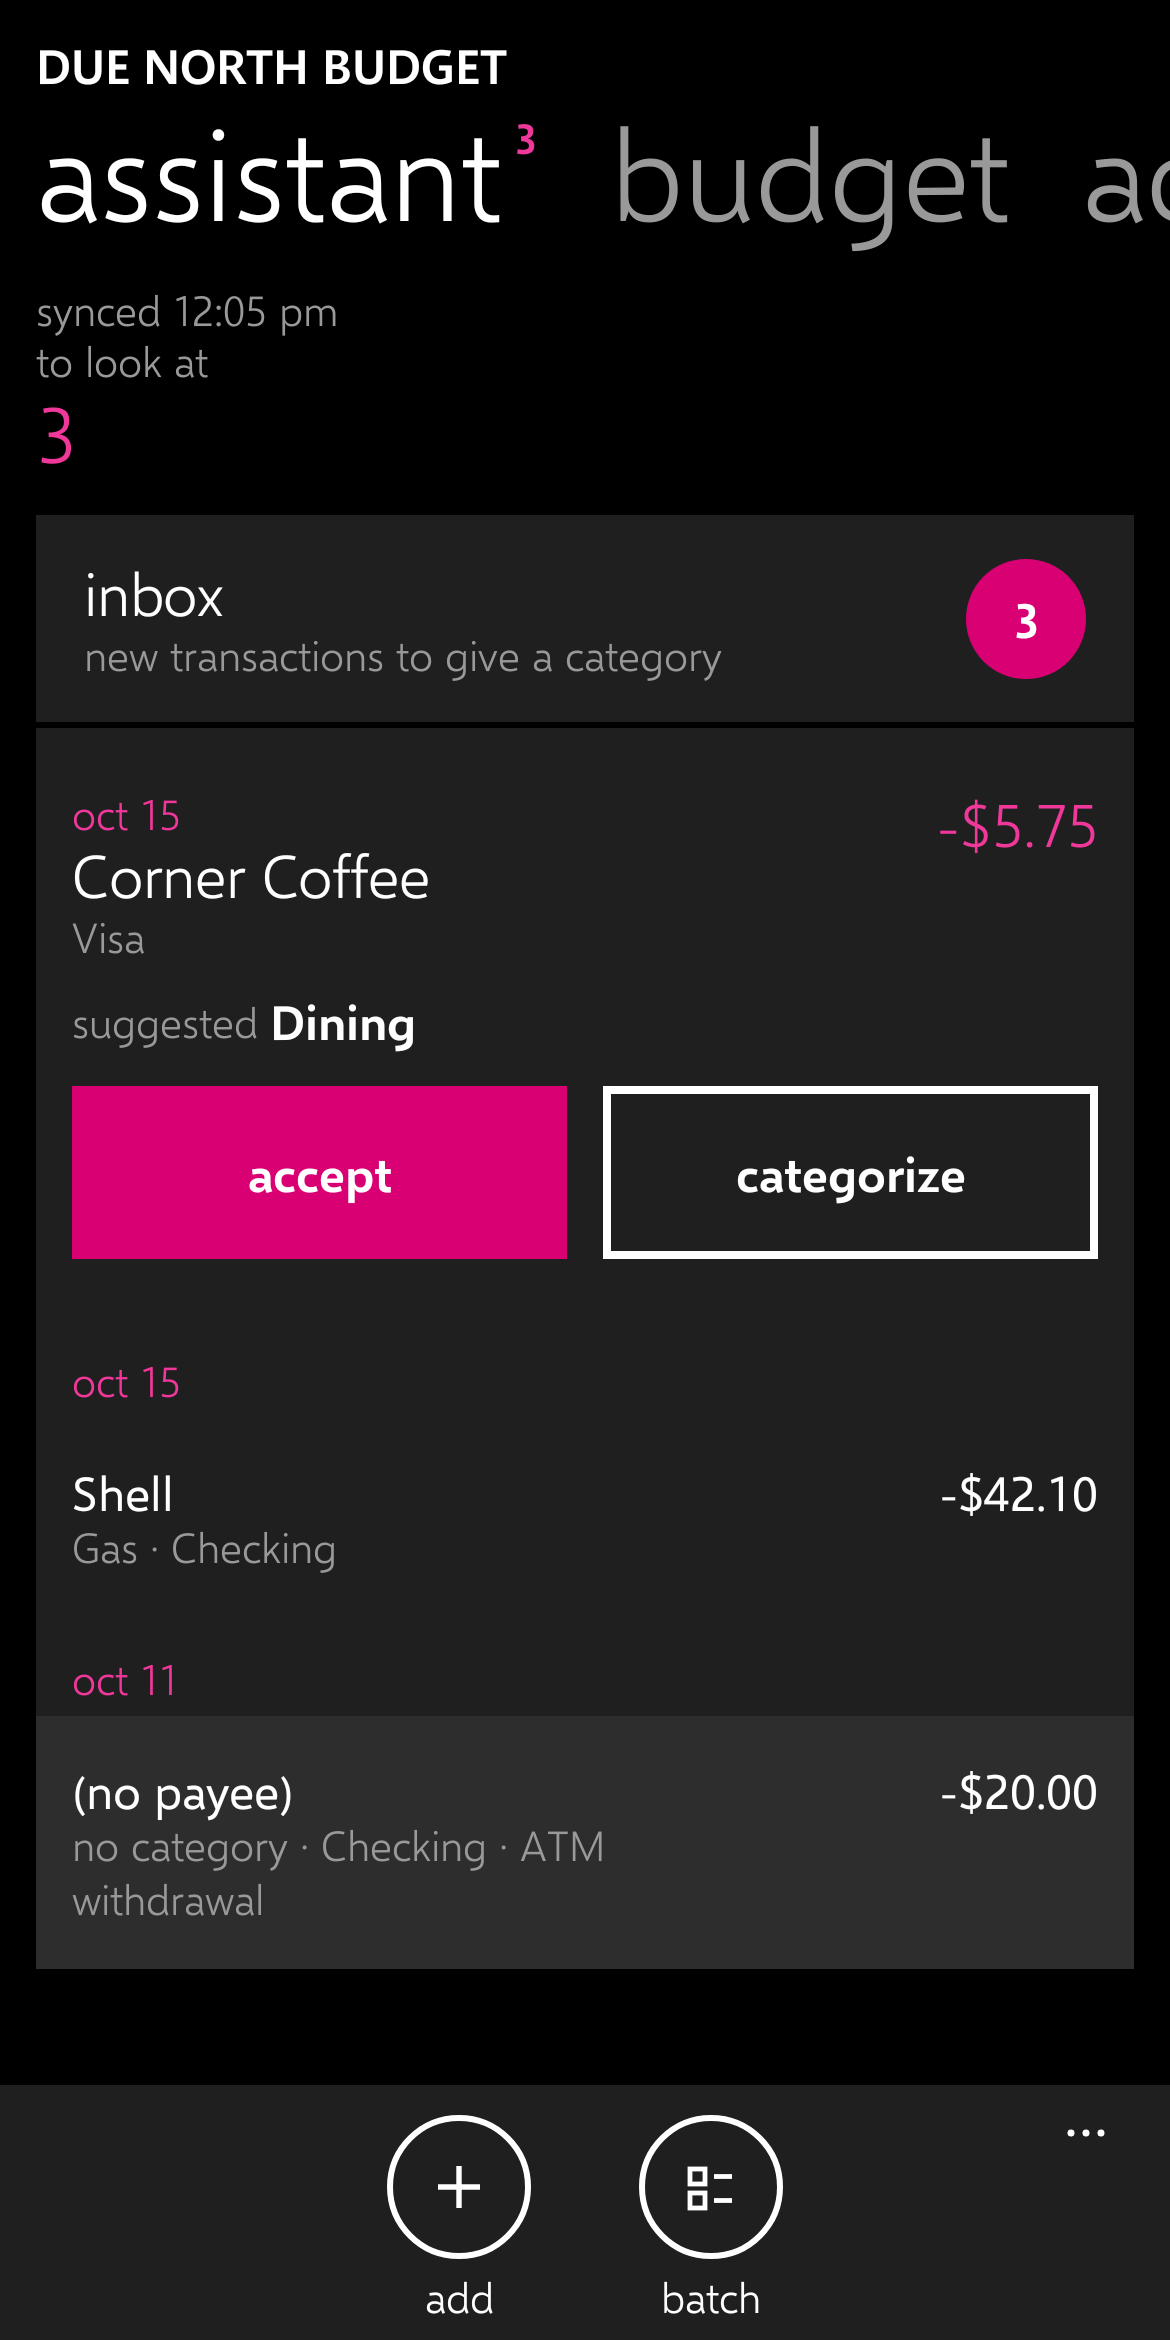 DUE NORTH BUDGET
assistant 3 budget ac
synced 12:05 pm
to look at
3
inbox
new transactions to give a category
3
oct 15
-$5.75
Corner Coffee
Visa
suggested Dining
accept
categorize
oct 15
Shell
-$42.10
Gas · Checking
oct 11
(no payee)
-$20.00
no category · Checking · ATM
withdrawal
...
add
batch